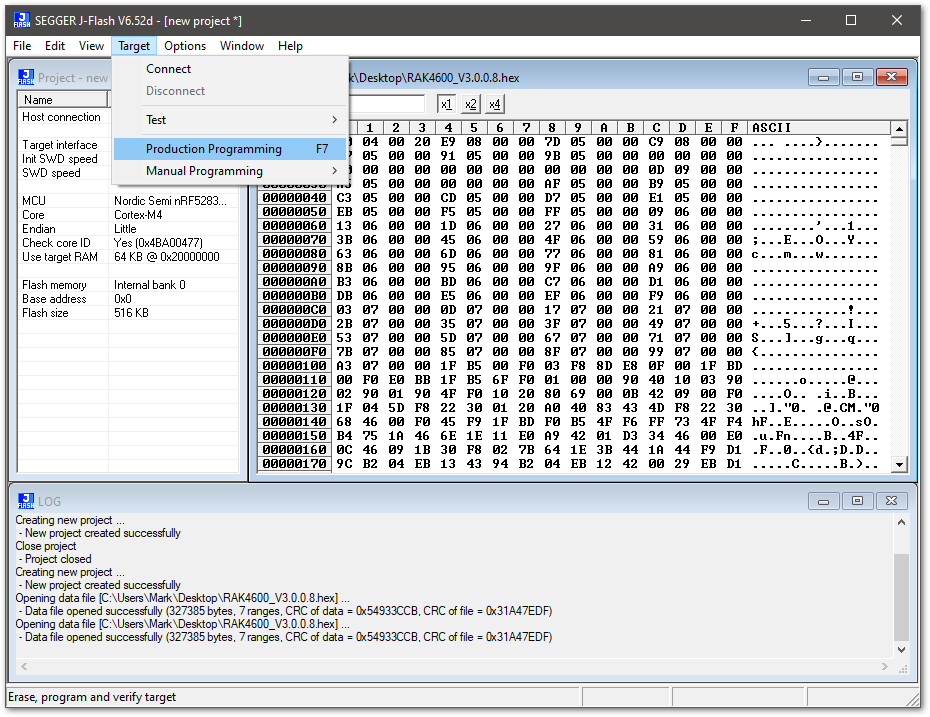 SEGGER J-Flash V6.52d - [new project *]
File Edit View Target Options Window Help
Connect
Disconnect
Test
Production Programming F7
Manual Programming
Project - new
Name
Host connection
Target interface
Init SWD speed
SWD speed
MCU Nordic Semi nRF5283...
Core Cortex-M4
Endian Little
Check core ID Yes (0x4BA00477)
Use target RAM 64 KB @ 0x20000000
Flash memory Internal bank 0
Base address 0x0
Flash size 516 KB
k\Desktop\RAK4600_V3.0.0.8.hex
x1 x2 x4
1 2 3 4 5 6 7 8 9 A B C D E F ASCII
04 00 20 E9 08 00 00 7D 05 00 00 C9 08 00 00
05 00 00 91 05 00 00 9B 05 00 00 00 00 00 00
00 00 00 00 00 00 00 00 00 00 00 0D 09 00 00
05 00 00 00 00 00 00 AF 05 00 00 B9 05 00 00
00000040 C3 05 00 00 CD 05 00 00 D7 05 00 00 E1 05 00 00
00000050 EB 05 00 00 F5 05 00 00 FF 05 00 00 09 06 00 00
00000060 13 06 00 00 1D 06 00 00 27 06 00 00 31 06 00 00
00000070 3B 06 00 00 45 06 00 00 4F 06 00 00 59 06 00 00
00000080 63 06 00 00 6D 06 00 00 77 06 00 00 81 06 00 00
00000090 8B 06 00 00 95 06 00 00 9F 06 00 00 A9 06 00 00
000000A0 B3 06 00 00 BD 06 00 00 C7 06 00 00 D1 06 00 00
000000B0 DB 06 00 00 E5 06 00 00 EF 06 00 00 F9 06 00 00
000000C0 03 07 00 00 0D 07 00 00 17 07 00 00 21 07 00 00
000000D0 2B 07 00 00 35 07 00 00 3F 07 00 00 49 07 00 00
000000E0 53 07 00 00 5D 07 00 00 67 07 00 00 71 07 00 00
000000F0 7B 07 00 00 85 07 00 00 8F 07 00 00 99 07 00 00
00000100 A3 07 00 00 1F B5 00 F0 03 F8 8D E8 0F 00 1F BD
00000110 00 F0 E0 BB 1F B5 6F F0 01 00 00 90 40 10 03 90
00000120 02 90 01 90 4F F0 10 20 80 69 00 0B 42 09 00 F0
00000130 1F 04 5D F8 22 30 01 20 A0 40 83 43 4D F8 22 30
00000140 68 46 00 F0 45 F9 1F BD F0 B5 4F F6 FF 73 4F F4
00000150 B4 75 1A 46 6E 1E 11 E0 A9 42 01 D3 34 46 00 E0
00000160 0C 46 09 1B 30 F8 02 7B 64 1E 3B 44 1A 44 F9 D1
00000170 9C B2 04 EB 13 43 94 B2 04 EB 12 42 00 29 EB D1
LOG
Creating new project ...
- New project created successfully
Close project
- Project closed
Creating new project ...
- New project created successfully
Opening data file [C:\Users\Mark\Desktop\RAK4600_V3.0.0.8.hex] ...
- Data file opened successfully (327385 bytes, 7 ranges, CRC of data = 0x54933CCB, CRC of file = 0x31A47EDF)
Opening data file [C:\Users\Mark\Desktop\RAK4600_V3.0.0.8.hex] ...
- Data file opened successfully (327385 bytes, 7 ranges, CRC of data = 0x54933CCB, CRC of file = 0x31A47EDF)
Erase, program and verify target